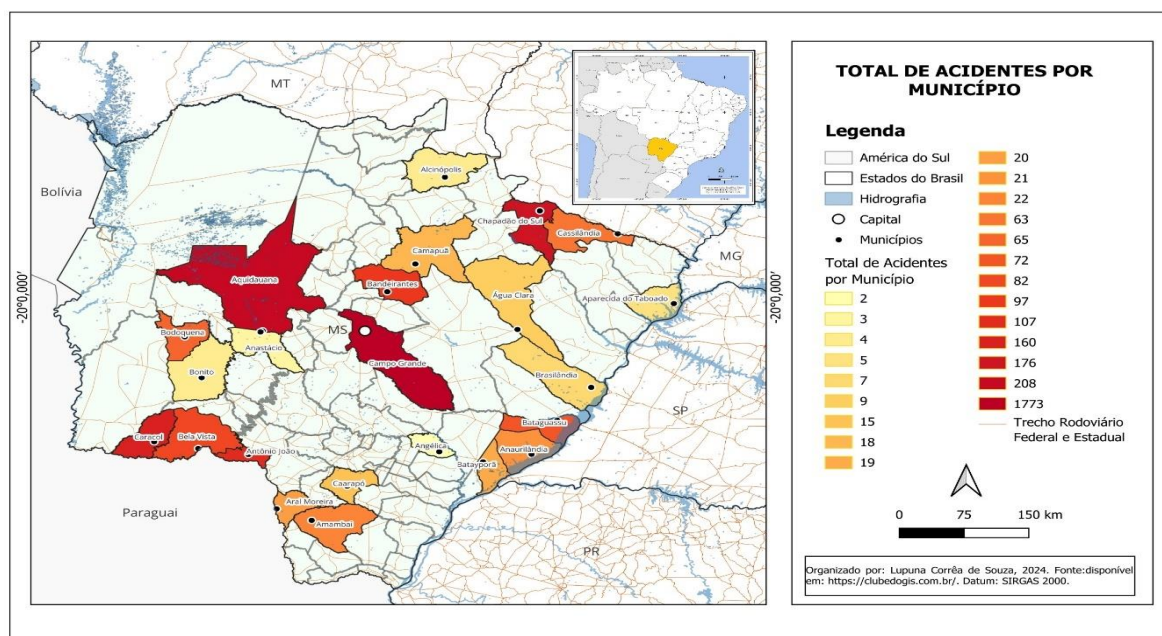 MT
Bolívia
Alcinópolis
Chapadão do Sul
Cassilândia
Camapuã
MG
Aquidauana
Bandeirantes
Água Clara
Aparecida do Taboado
-20°0,000'
-20°0,000'
MS
Bodoquena
Anastácio
Campo Grande
Bonito
Brasilândia
SP
Caracol
Bela Vista
Bataguassu
Antônio João
Angélica
Anaurilândia
Batayporã
Caarapó
Aral Moreira
Amambai
Paraguai
PR
TOTAL DE ACIDENTES POR
MUNICÍPIO
Legenda
América do Sul
Estados do Brasil
Hidrografia
Capital
Municípios
Total de Acidentes
por Município
2
3
4
5
7
9
15
18
19
20
21
22
63
65
72
82
97
107
160
176
208
1773
Trecho Rodoviário
Federal e Estadual
0 75 150 km
Organizado por: Lupuna Corrêa de Souza, 2024. Fonte:disponível
em: https://clubedogis.com.br/. Datum: SIRGAS 2000.